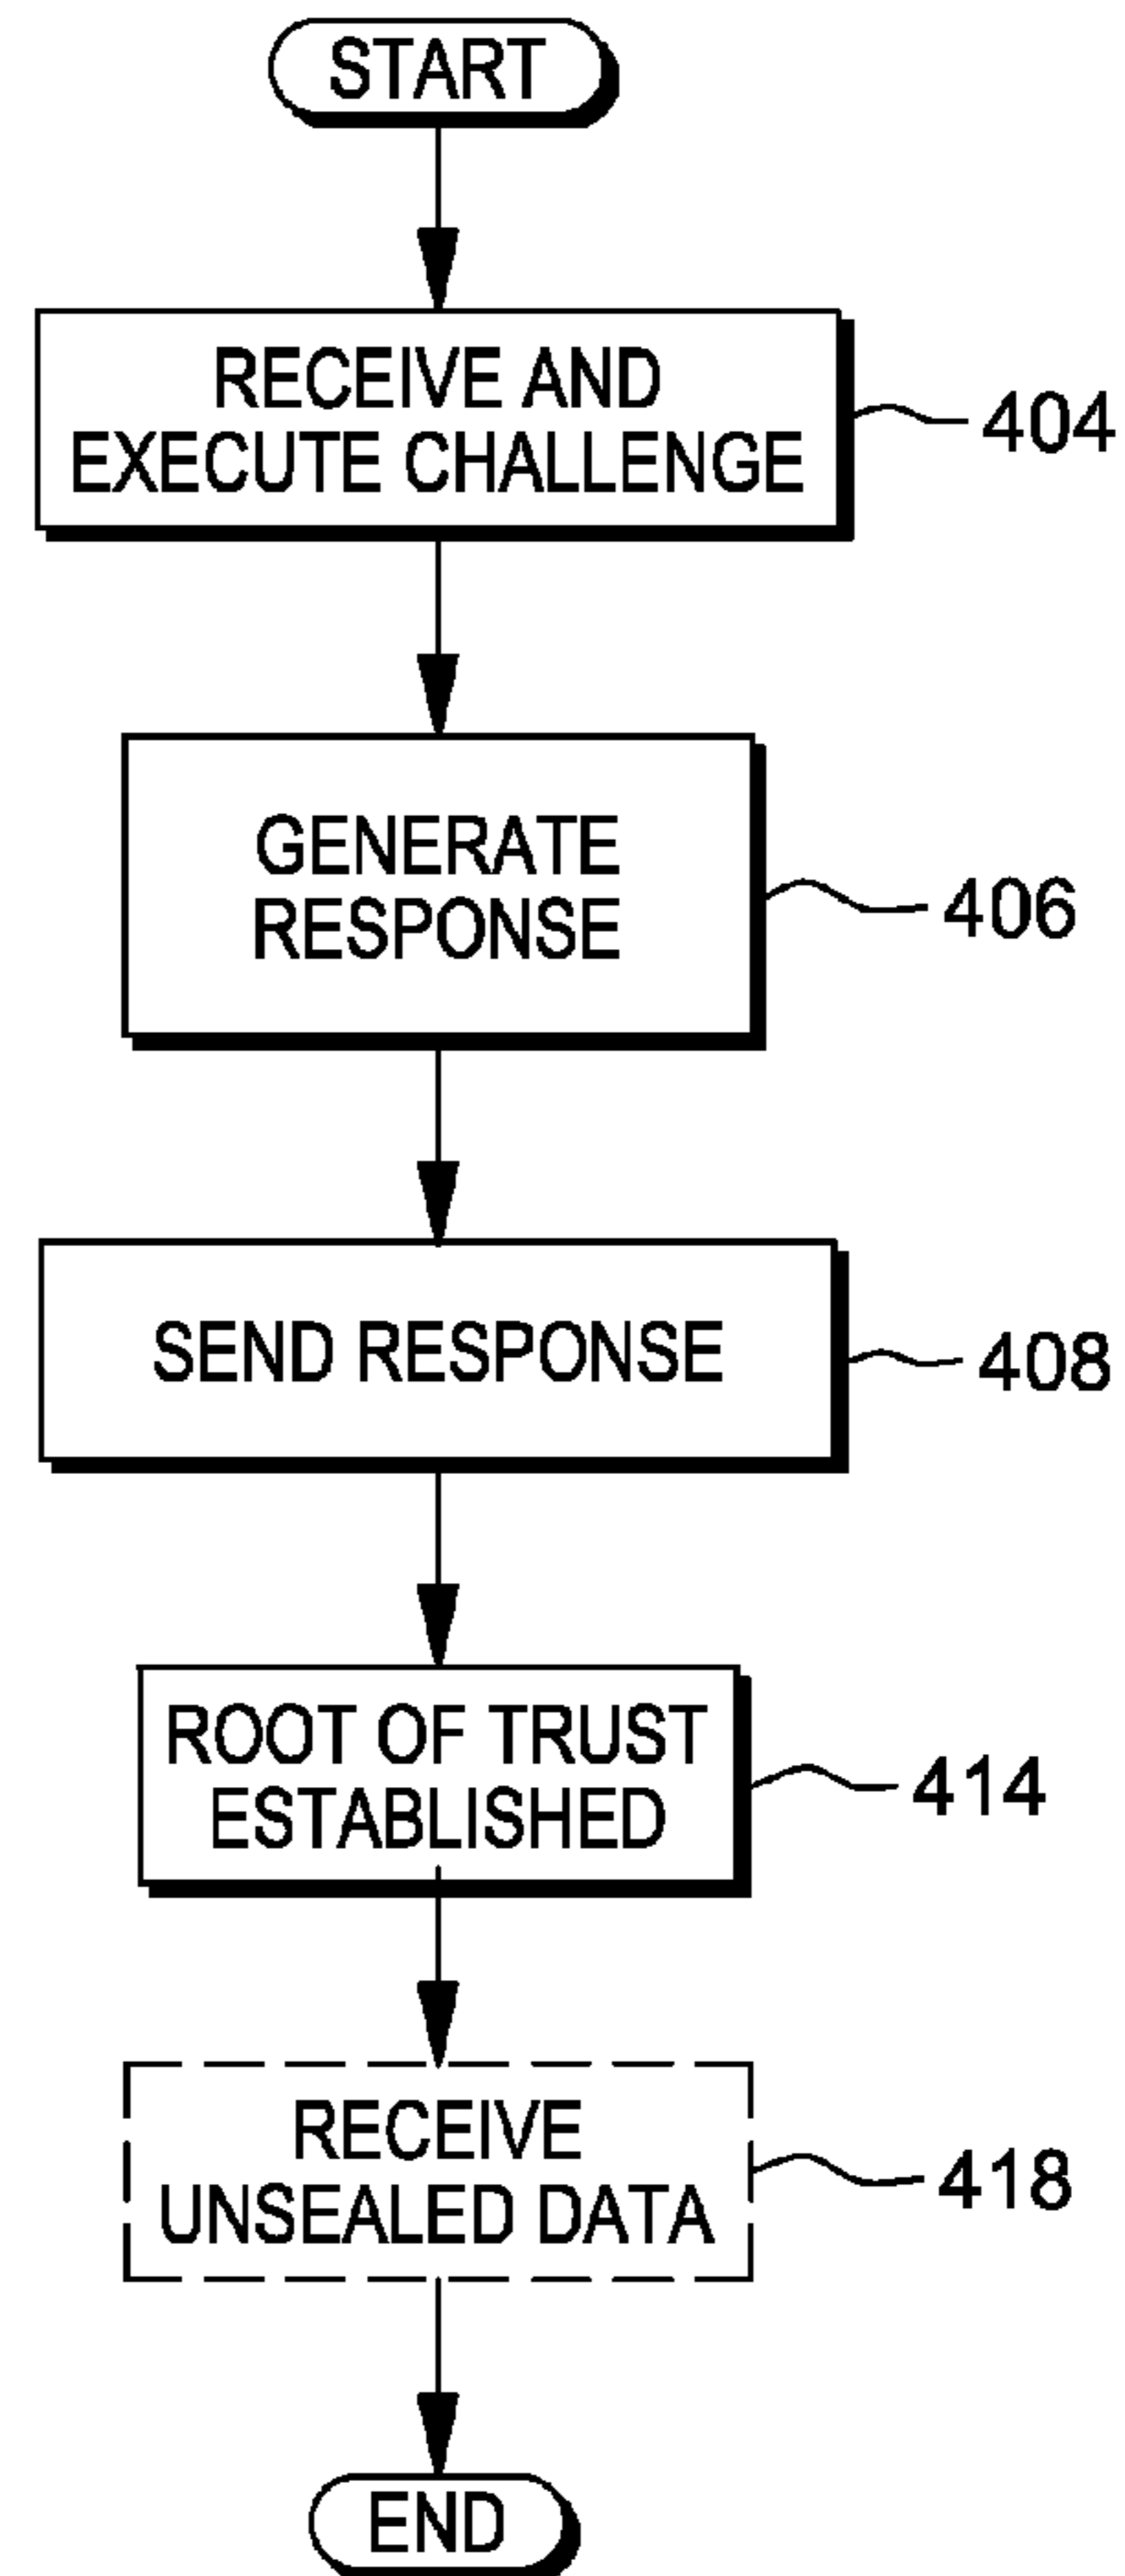 START
RECEIVE AND
EXECUTE CHALLENGE
404
GENERATE
RESPONSE
406
SEND RESPONSE
408
ROOT OF TRUST
ESTABLISHED
414
RECEIVE
UNSEALED DATA
418
END